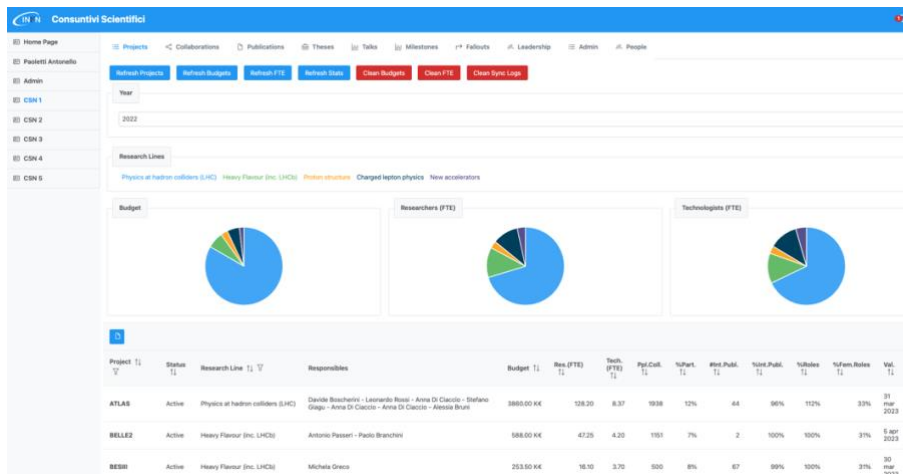 INFN Consuntivi Scientifici
Home Page
Paoletti Antonello
Admin
CSN 1
CSN 2
CSN 3
CSN 4
CSN 5
Projects Collaborations Publications Theses Talks Milestones Fallouts Leadership Admin People
Refresh Projects Refresh Budgets Refresh FTE Refresh Stats Clean Budgets Clean FTE Clean Sync Logs
Year
2022
Research Lines
Physics at hadron colliders (LHC) Heavy Flavour (inc. LHCb) Proton structure Charged lepton physics New accelerators
Budget Researchers (FTE) Technologists (FTE)
Project Status Research Line Responsibles Budget Res.(FTE) Tech. (FTE) Ppl.Coll. %Part. #Int.Publ. %Int.Publ. %Roles %Fem.Roles Val.
ATLAS Active Physics at hadron colliders (LHC) Davide Boscherini - Leonardo Rossi - Anna Di Ciaccio - Stefano Giagu - Anna Di Ciaccio - Anna Di Ciaccio - Alessia Bruni 3860.00 K€ 128.20 8.37 1938 12% 44 96% 112% 33% 31 mar 2023
BELLE2 Active Heavy Flavour (inc. LHCb) Antonio Passeri - Paolo Branchini 588.00 K€ 47.25 4.20 1151 7% 2 100% 100% 31% 5 apr 2023
BESIII Active Heavy Flavour (inc. LHCb) Michela Greco 253.50 K€ 16.10 3.70 500 8% 67 99% 100% 31% 30 mar 2023